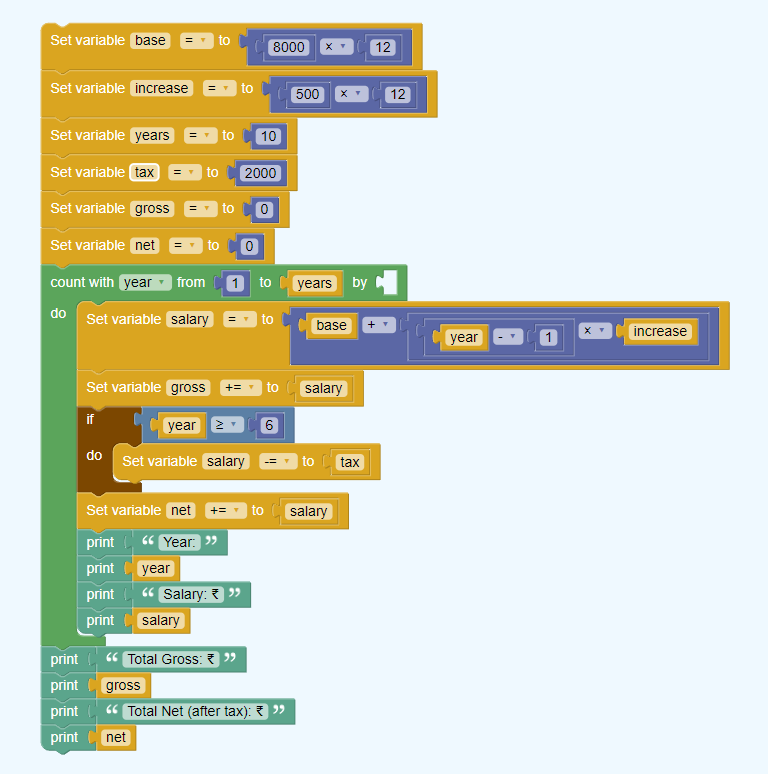 Set variable base = to 8000 × 12
Set variable increase = to 500 × 12
Set variable years = to 10
Set variable tax = to 2000
Set variable gross = to 0
Set variable net = to 0
count with year from 1 to years by
do Set variable salary = to base + year - 1 × increase
Set variable gross += to salary
if year ≥ 6
do Set variable salary -= to tax
Set variable net += to salary
print “ Year: ”
print year
print “ Salary: ₹ ”
print salary
print “ Total Gross: ₹ ”
print gross
print “ Total Net (after tax): ₹ ”
print net